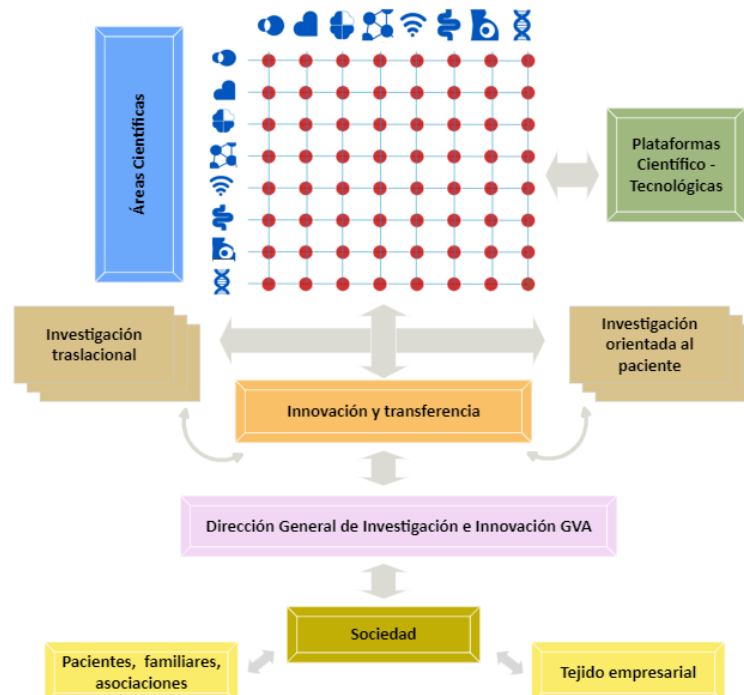 Áreas Científicas
Plataformas
Científico -
Tecnológicas
Investigación
traslacional
Investigación
orientada al
paciente
Innovación y transferencia
Dirección General de Investigación e Innovación GVA
Sociedad
Pacientes, familiares,
asociaciones
Tejido empresarial